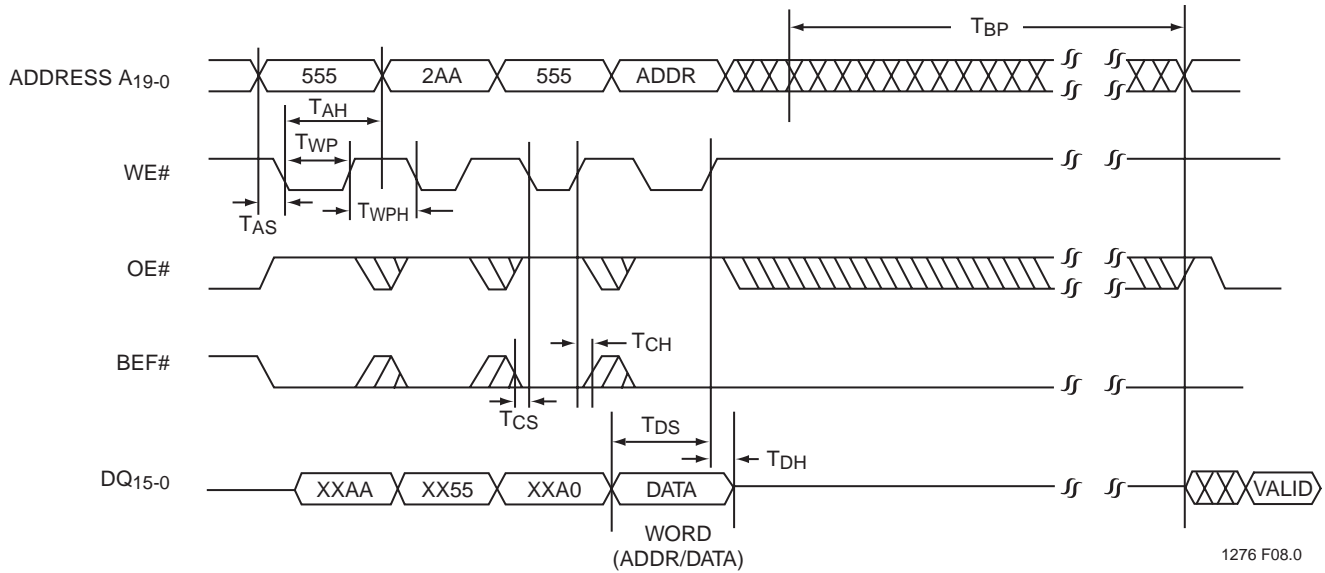 TBP
ADDRESS A19-0
555
2AA
555
ADDR
TAH
TWP
WE#
TAS
TWPH
OE#
BEF#
TCH
TCS
TDS
TDH
DQ15-0
XXAA
XX55
XXA0
DATA
VALID
WORD
(ADDR/DATA)
1276 F08.0